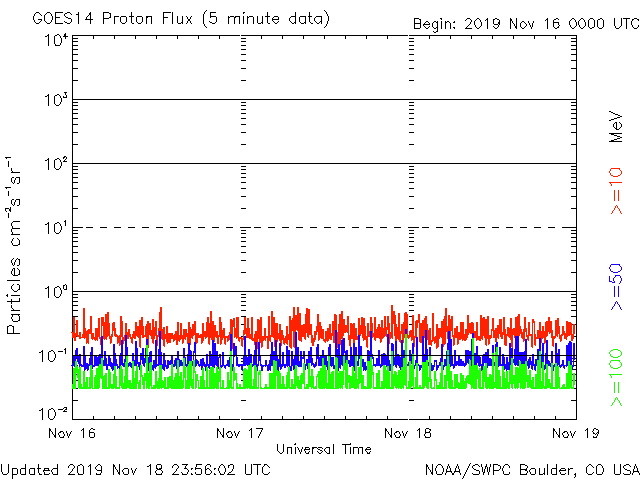 GOES14 Proton Flux (5 minute data)
Begin: 2019 Nov 16 0000 UTC
10⁴
10³
10²
10¹
10⁰
10⁻¹
10⁻²
Particles cm⁻²s⁻¹sr⁻¹
MeV
>=10
>=50
>=100
Nov 16
Nov 17
Nov 18
Nov 19
Universal Time
Updated 2019 Nov 18 23:56:02 UTC
NOAA/SWPC Boulder, CO USA